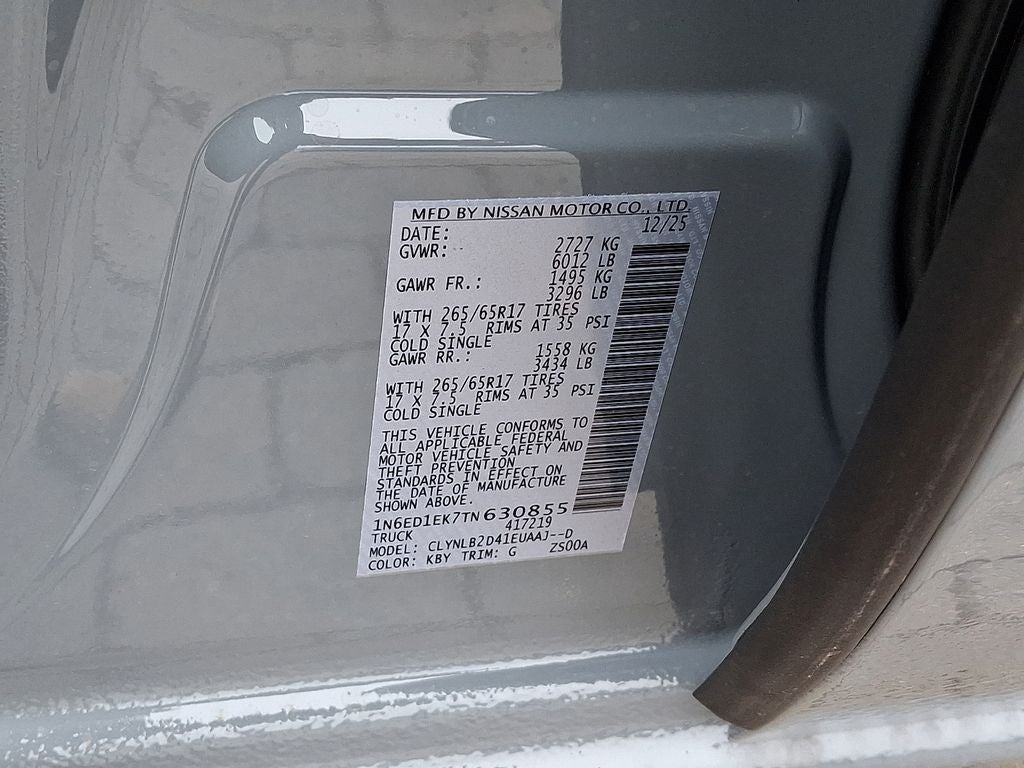 MFD BY NISSAN MOTOR CO., LTD.
DATE: 12/25
GVWR: 2727 KG
6012 LB
GAWR FR.: 1495 KG
3296 LB
WITH 265/65R17 TIRES
17 X 7.5 RIMS AT 35 PSI
COLD SINGLE
GAWR RR.: 1558 KG
3434 LB
WITH 265/65R17 TIRES
17 X 7.5 RIMS AT 35 PSI
COLD SINGLE
THIS VEHICLE CONFORMS TO
ALL APPLICABLE FEDERAL
MOTOR VEHICLE SAFETY AND
THEFT PREVENTION
STANDARDS IN EFFECT ON
THE DATE OF MANUFACTURE
SHOWN ABOVE.
1N6ED1EK7TN630855
TRUCK 417219
MODEL: CLYNLB2D41EUAAJ--D
COLOR: KBY TRIM: G ZS00A